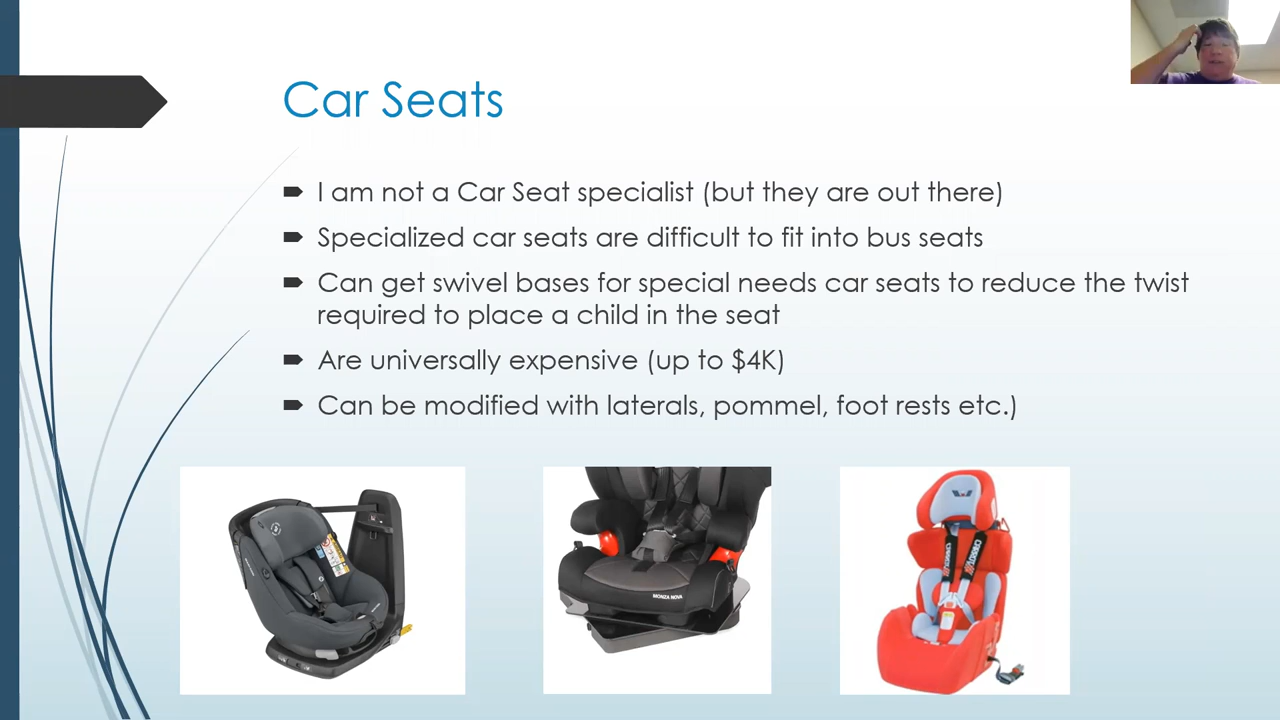 Car Seats
I am not a Car Seat specialist (but they are out there)
Specialized car seats are difficult to fit into bus seats
Can get swivel bases for special needs car seats to reduce the twist
required to place a child in the seat
Are universally expensive (up to $4K)
Can be modified with laterals, pommel, foot rests etc.)
MONZA NOVA